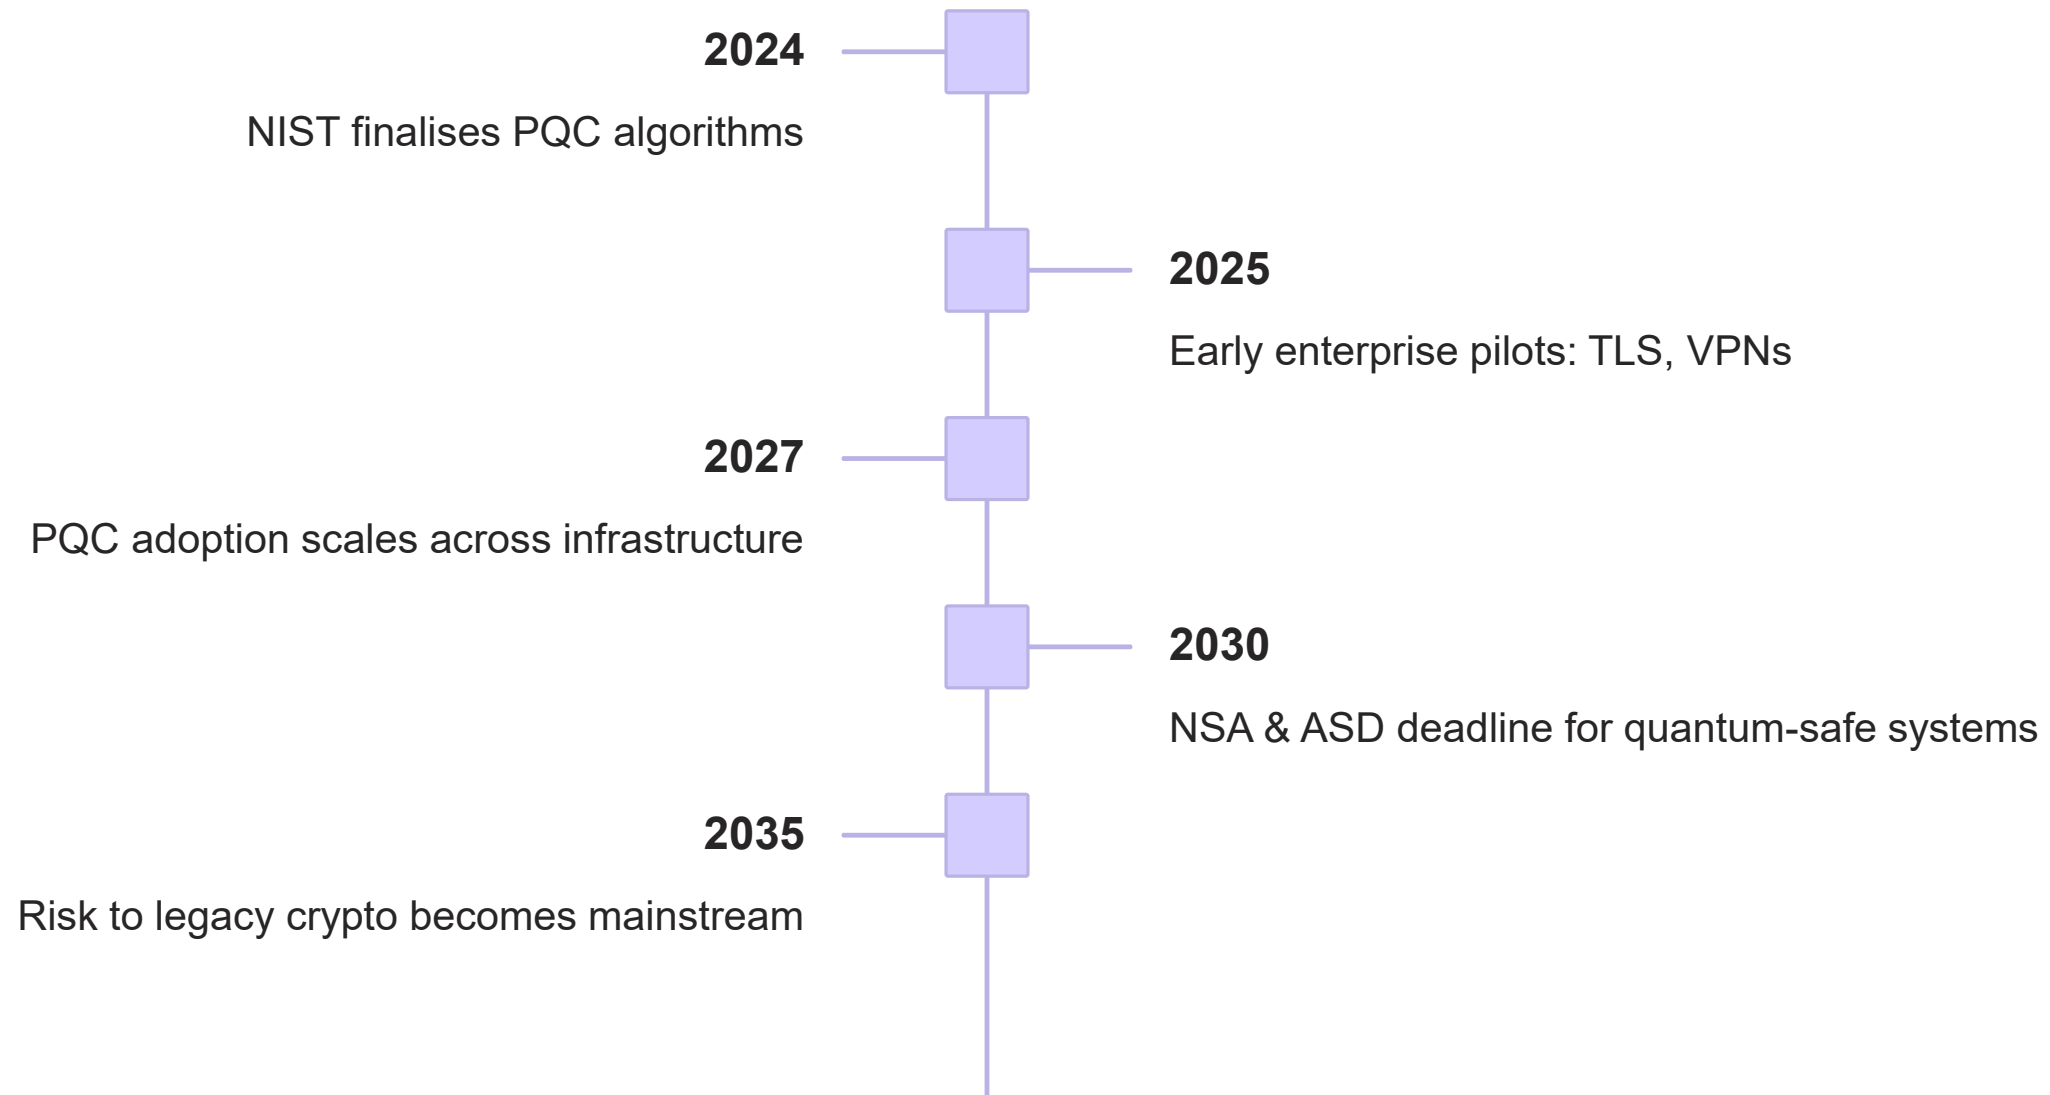 2024
NIST finalises PQC algorithms
2025
Early enterprise pilots: TLS, VPNs
2027
PQC adoption scales across infrastructure
2030
NSA & ASD deadline for quantum-safe systems
2035
Risk to legacy crypto becomes mainstream